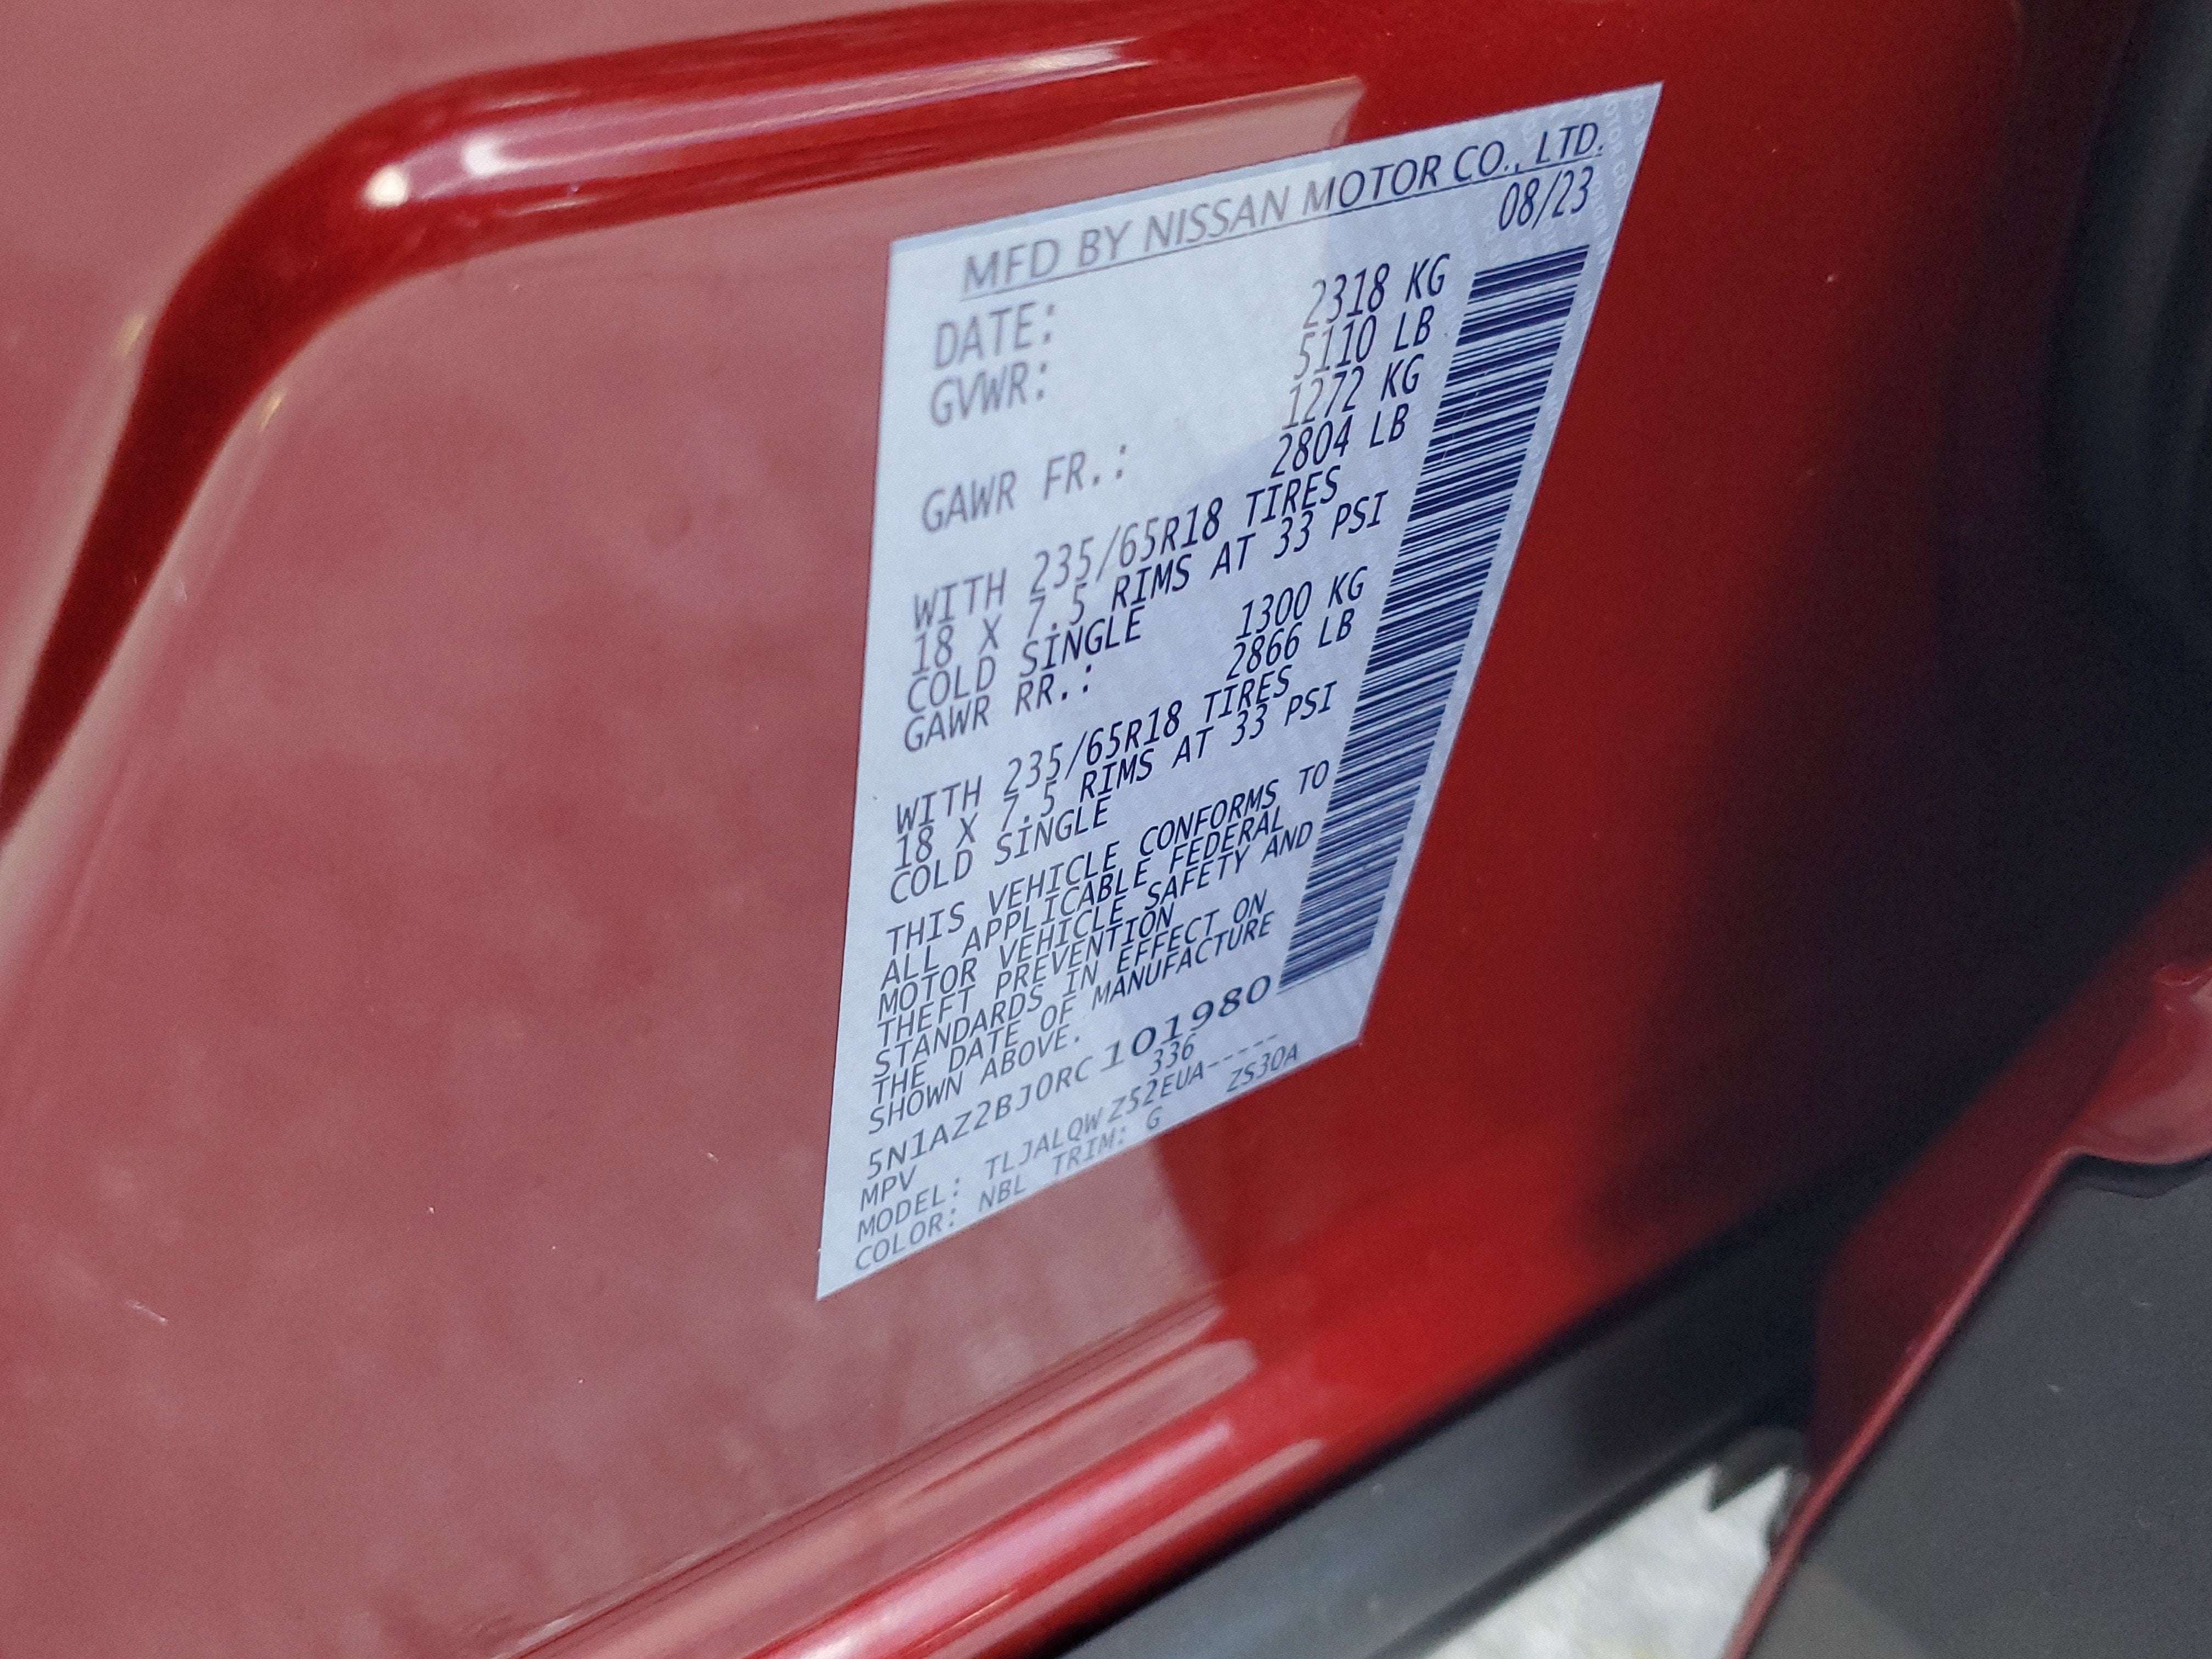 MFD BY NISSAN MOTOR CO., LTD.
DATE: 08/23
GVWR: 2318 KG
5110 LB
GAWR FR.: 1272 KG
2804 LB
WITH 235/65R18 TIRES
18 X 7.5 RIMS AT 33 PSI
COLD SINGLE
GAWR RR.: 1300 KG
2866 LB
WITH 235/65R18 TIRES
18 X 7.5 RIMS AT 33 PSI
COLD SINGLE
THIS VEHICLE CONFORMS TO
ALL APPLICABLE FEDERAL
MOTOR VEHICLE SAFETY AND
THEFT PREVENTION
STANDARDS IN EFFECT ON
THE DATE OF MANUFACTURE
SHOWN ABOVE.
5N1AZ2BJ0RC101980
MPV 336
MODEL: TLJALQWZ52EUA-----
COLOR: NBL TRIM: G ZS30A